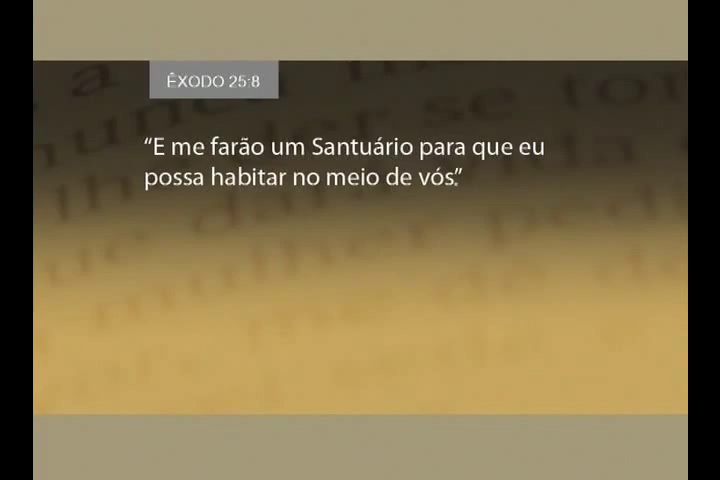 ÊXODO 25:8
“E me farão um Santuário para que eu
possa habitar no meio de vós.”